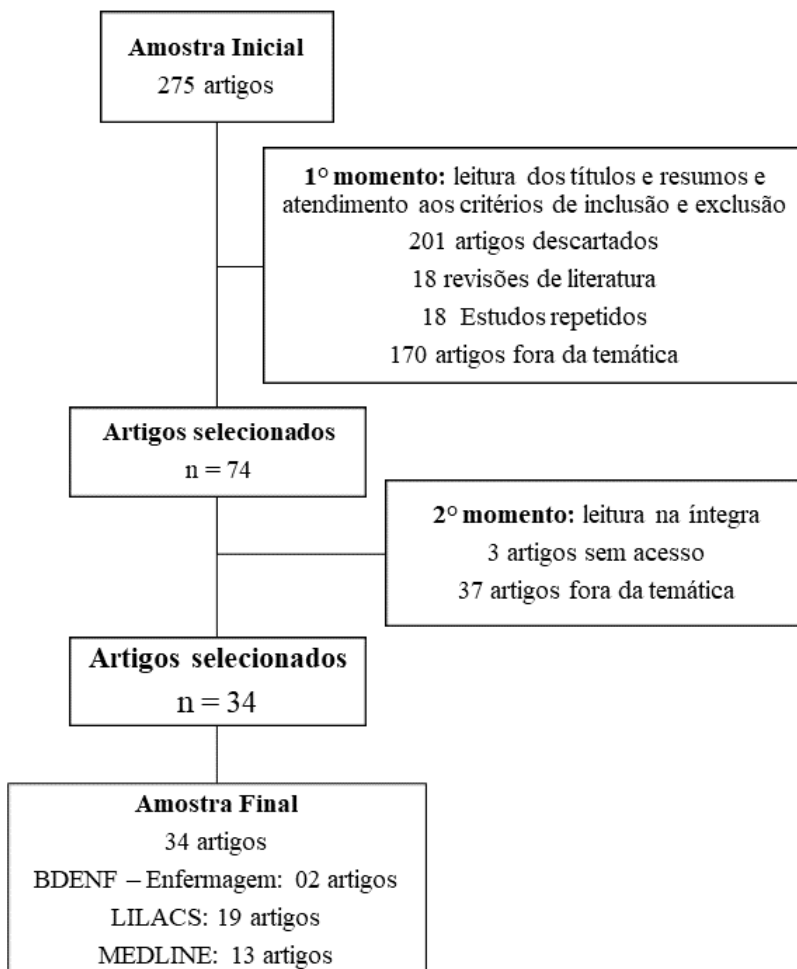 Amostra Inicial
275 artigos
1º momento: leitura dos títulos e resumos e
atendimento aos critérios de inclusão e exclusão
201 artigos descartados
18 revisões de literatura
18 Estudos repetidos
170 artigos fora da temática
Artigos selecionados
n = 74
2º momento: leitura na íntegra
3 artigos sem acesso
37 artigos fora da temática
Artigos selecionados
n = 34
Amostra Final
34 artigos
BDENF – Enfermagem: 02 artigos
LILACS: 19 artigos
MEDLINE: 13 artigos